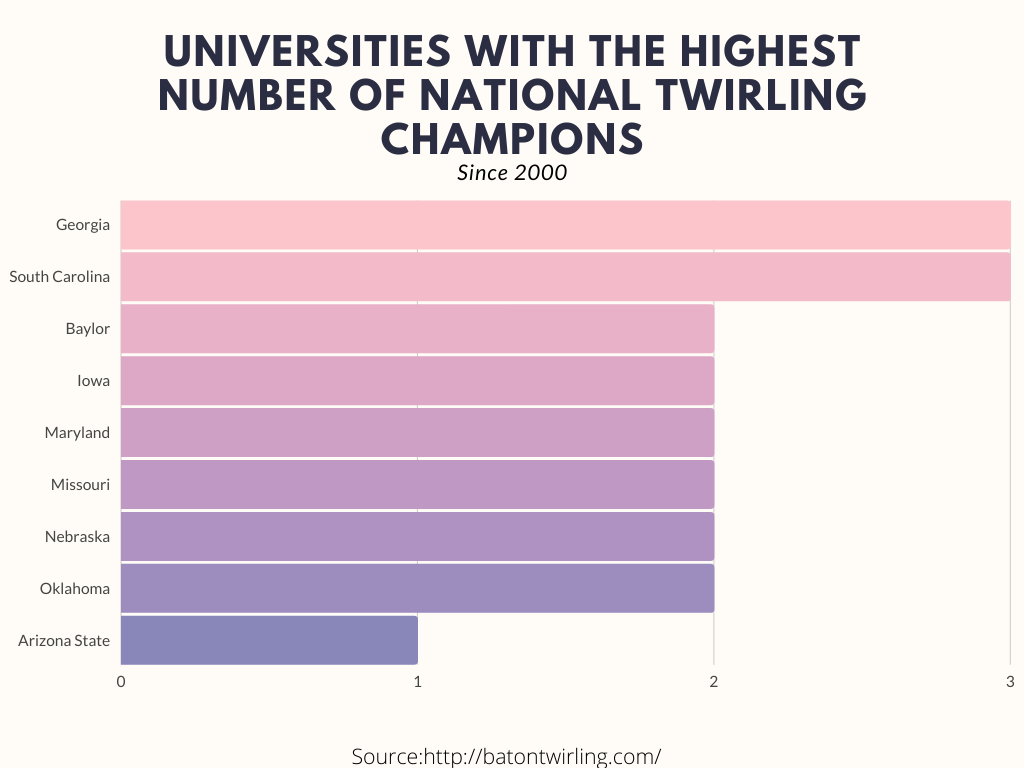 UNIVERSITIES WITH THE HIGHEST
NUMBER OF NATIONAL TWIRLING
CHAMPIONS
Since 2000
Georgia
South Carolina
Baylor
Iowa
Maryland
Missouri
Nebraska
Oklahoma
Arizona State
0 1 2 3
Source:http://batontwirling.com/